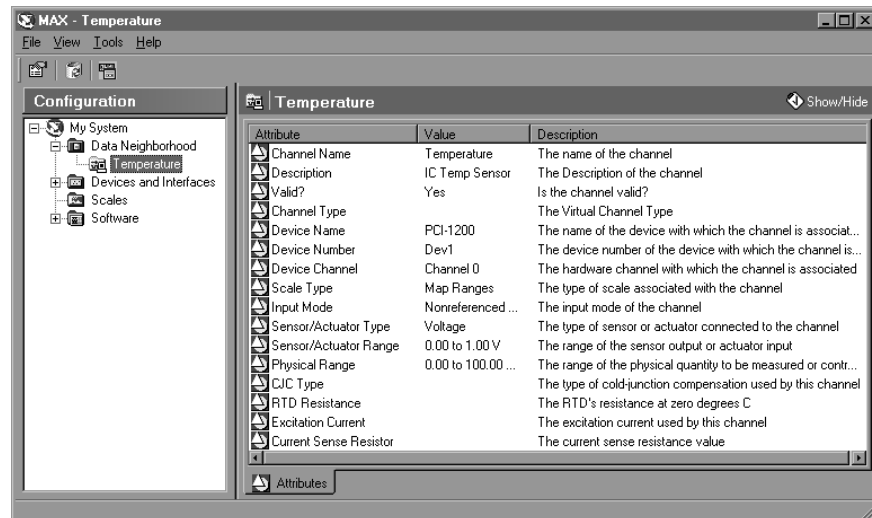 MAX - Temperature
File View Tools Help
Configuration
My System
Data Neighborhood
Temperature
Devices and Interfaces
Scales
Software
Temperature Show/Hide
Attribute Value Description
Channel Name Temperature The name of the channel
Description IC Temp Sensor The Description of the channel
Valid? Yes Is the channel valid?
Channel Type The Virtual Channel Type
Device Name PCI-1200 The name of the device with which the channel is associat...
Device Number Dev1 The device number of the device with which the channel is...
Device Channel Channel 0 The hardware channel with which the channel is associated
Scale Type Map Ranges The type of scale associated with the channel
Input Mode Nonreferenced ... The input mode of the channel
Sensor/Actuator Type Voltage The type of sensor or actuator connected to the channel
Sensor/Actuator Range 0.00 to 1.00 V The range of the sensor output or actuator input
Physical Range 0.00 to 100.00 ... The range of the physical quantity to be measured or contr...
CJC Type The type of cold-junction compensation used by this channel
RTD Resistance The RTD's resistance at zero degrees C
Excitation Current The excitation current used by this channel
Current Sense Resistor The current sense resistance value
Attributes